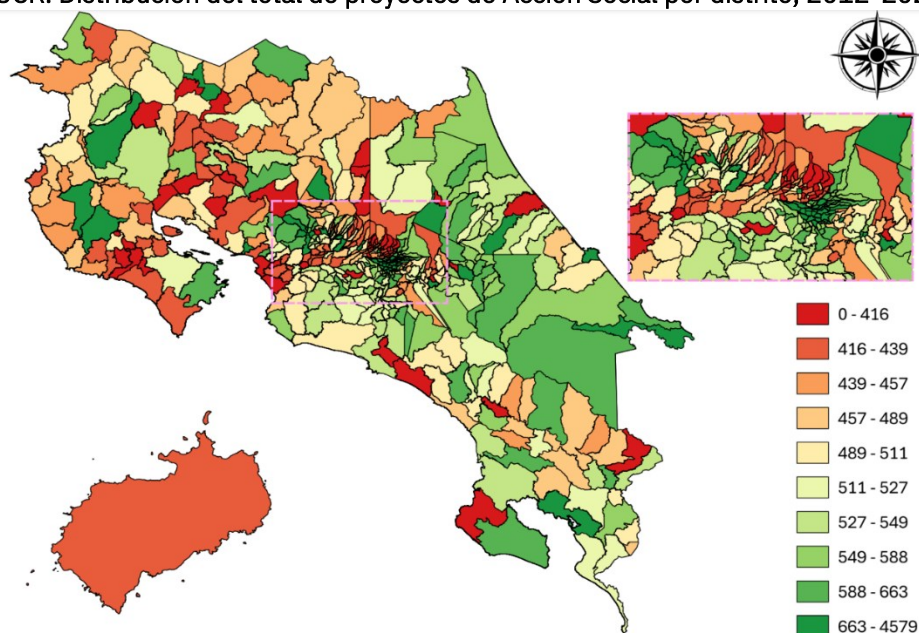 UCR. Distribución del total de proyectos de Acción Social por distrito, 2012-
0 - 416
416 - 439
439 - 457
457 - 489
489 - 511
511 - 527
527 - 549
549 - 588
588 - 663
663 - 4579